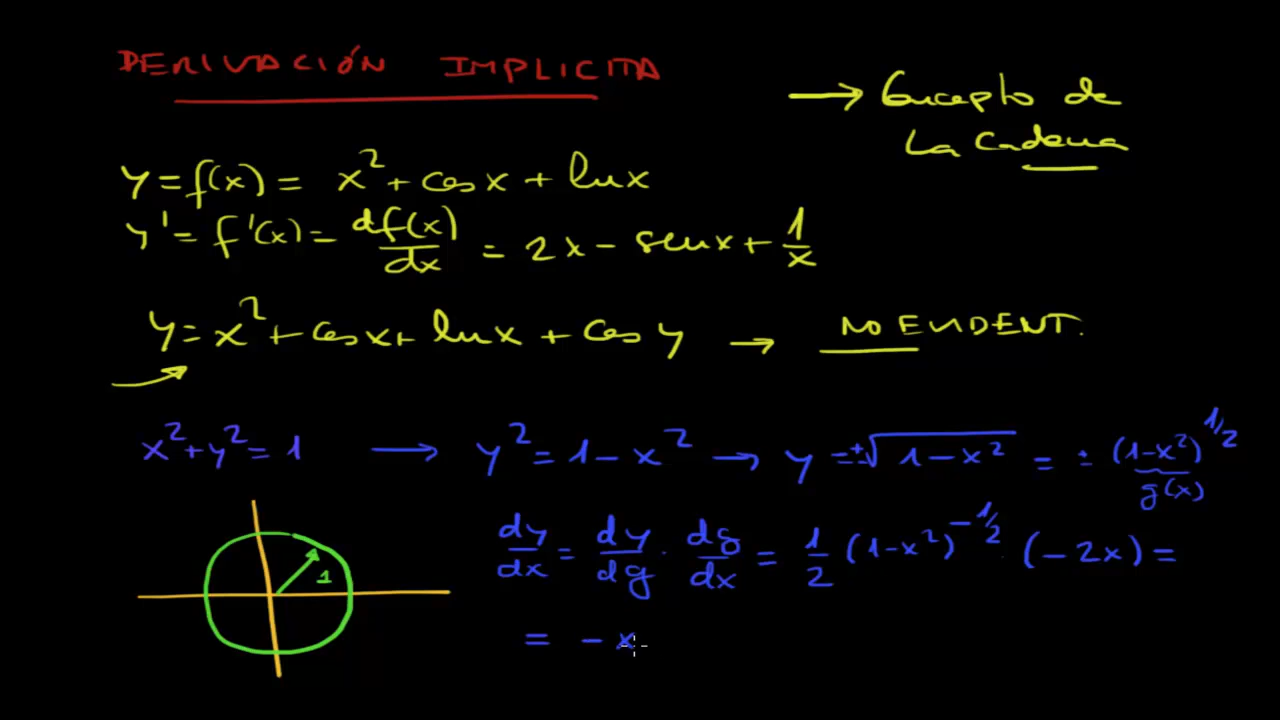 DERIVACIÓN IMPLICITA
→ Concepto de
La Cadena
y = f(x) = x² + cos x + ln x
y' = f'(x) = df(x)/dx = 2x - sen x + 1/x
y = x² + cos x + ln x + cos y → NO EVIDENT.
x² + y² = 1 → y² = 1 - x² → y = ±√(1 - x²) = ± (1-x²)^1/2
g(x)
dy/dx = dy/dg · dg/dx = 1/2 (1-x²)^-1/2 · (-2x) =
= - x
1